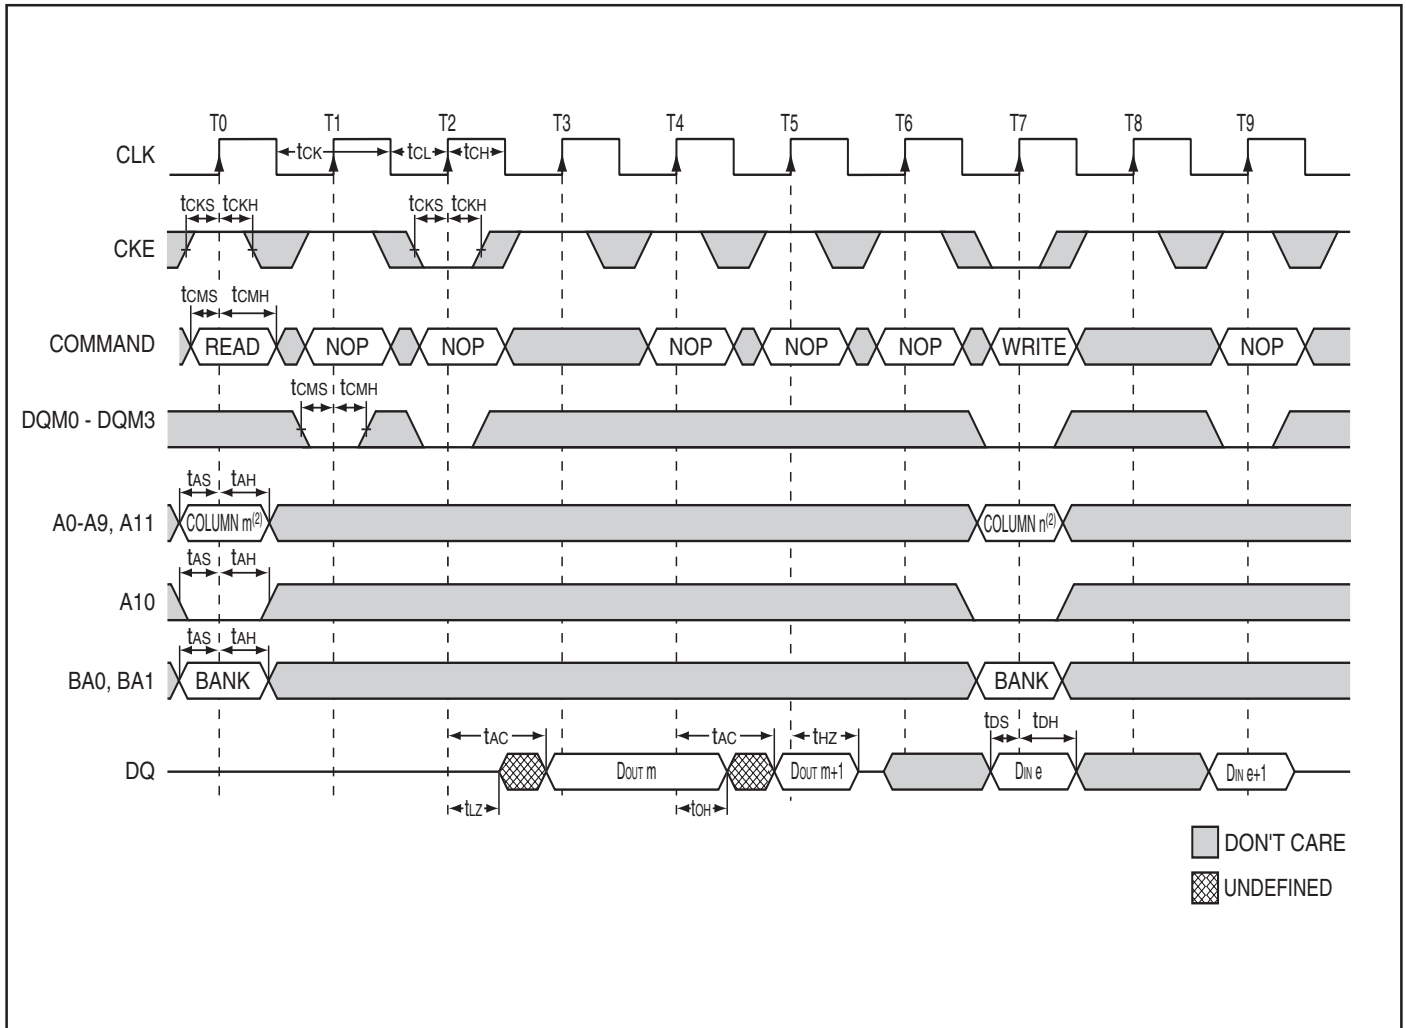 T0 T1 T2 T3 T4 T5 T6 T7 T8 T9
CLK tCK tCL tCH
tCKS tCKH tCKS tCKH
CKE
tCMS tCMH
COMMAND READ NOP NOP NOP NOP NOP WRITE NOP
tCMS tCMH
DQM0 - DQM3
tAS tAH
A0-A9, A11 COLUMN m(2) COLUMN n(2)
tAS tAH
A10
tAS tAH
BA0, BA1 BANK BANK
tAC tAC tHZ tDS tDH
DQ DOUT m DOUT m+1 DIN e DIN e+1
tLZ tOH
DON'T CARE
UNDEFINED